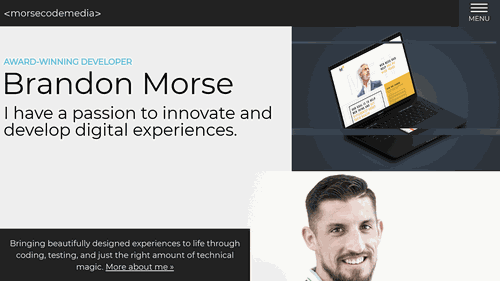 <morsecodemedia>
MENU
AWARD-WINNING DEVELOPER
Brandon Morse
I have a passion to innovate and
develop digital experiences.
Bringing beautifully designed experiences to life through
coding, testing, and just the right amount of technical
magic. More about me »